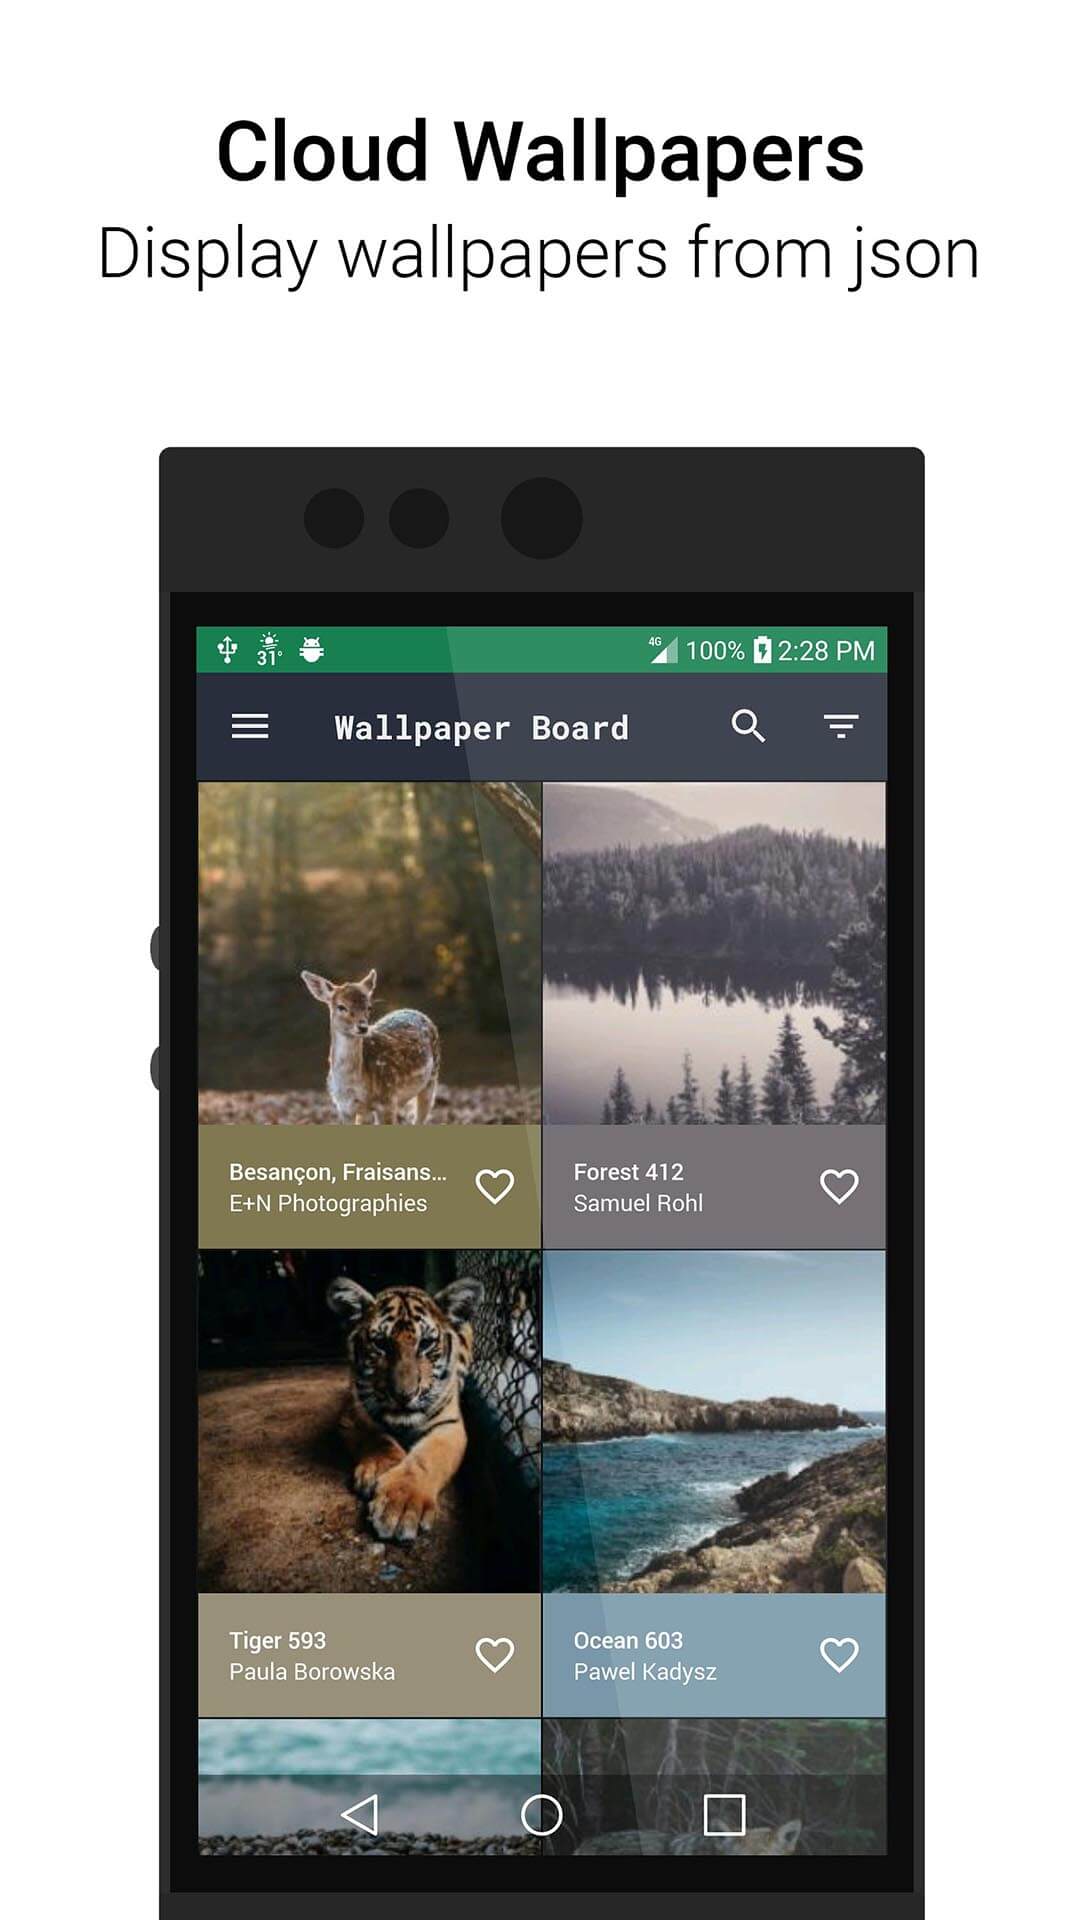 Cloud Wallpapers
Display wallpapers from json
31° 4G 100% 2:28 PM
Wallpaper Board
Besançon, Fraisans...
E+N Photographies
Forest 412
Samuel Rohl
Tiger 593
Paula Borowska
Ocean 603
Pawel Kadysz